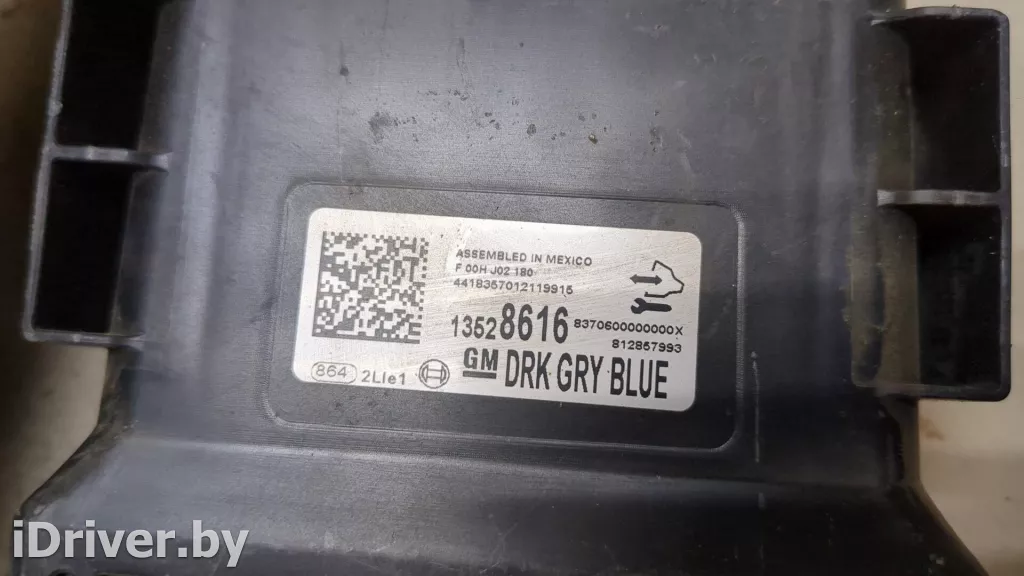 ASSEMBLED IN MEXICO
F 00H J02 180
4418357012119915
13528616 8370600000000X
812857993
864 2LIe1 GM DRK GRY BLUE
iDriver.by